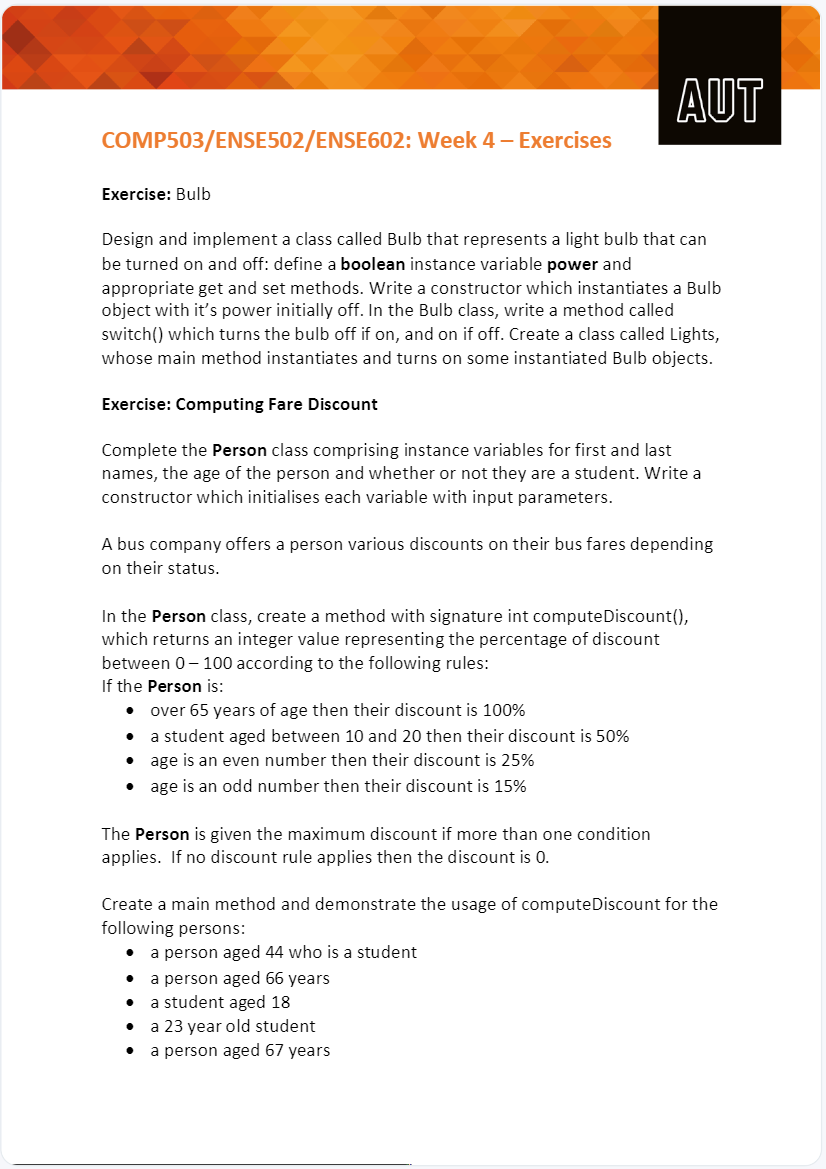 AUT
COMP503/ENSE502/ENSE602: Week 4 – Exercises
Exercise: Bulb
Design and implement a class called Bulb that represents a light bulb that can
be turned on and off: define a boolean instance variable power and
appropriate get and set methods. Write a constructor which instantiates a Bulb
object with it’s power initially off. In the Bulb class, write a method called
switch() which turns the bulb off if on, and on if off. Create a class called Lights,
whose main method instantiates and turns on some instantiated Bulb objects.
Exercise: Computing Fare Discount
Complete the Person class comprising instance variables for first and last
names, the age of the person and whether or not they are a student. Write a
constructor which initialises each variable with input parameters.
A bus company offers a person various discounts on their bus fares depending
on their status.
In the Person class, create a method with signature int computeDiscount(),
which returns an integer value representing the percentage of discount
between 0 – 100 according to the following rules:
If the Person is:
• over 65 years of age then their discount is 100%
• a student aged between 10 and 20 then their discount is 50%
• age is an even number then their discount is 25%
• age is an odd number then their discount is 15%
The Person is given the maximum discount if more than one condition
applies.  If no discount rule applies then the discount is 0.
Create a main method and demonstrate the usage of computeDiscount for the
following persons:
• a person aged 44 who is a student
• a person aged 66 years
• a student aged 18
• a 23 year old student
• a person aged 67 years